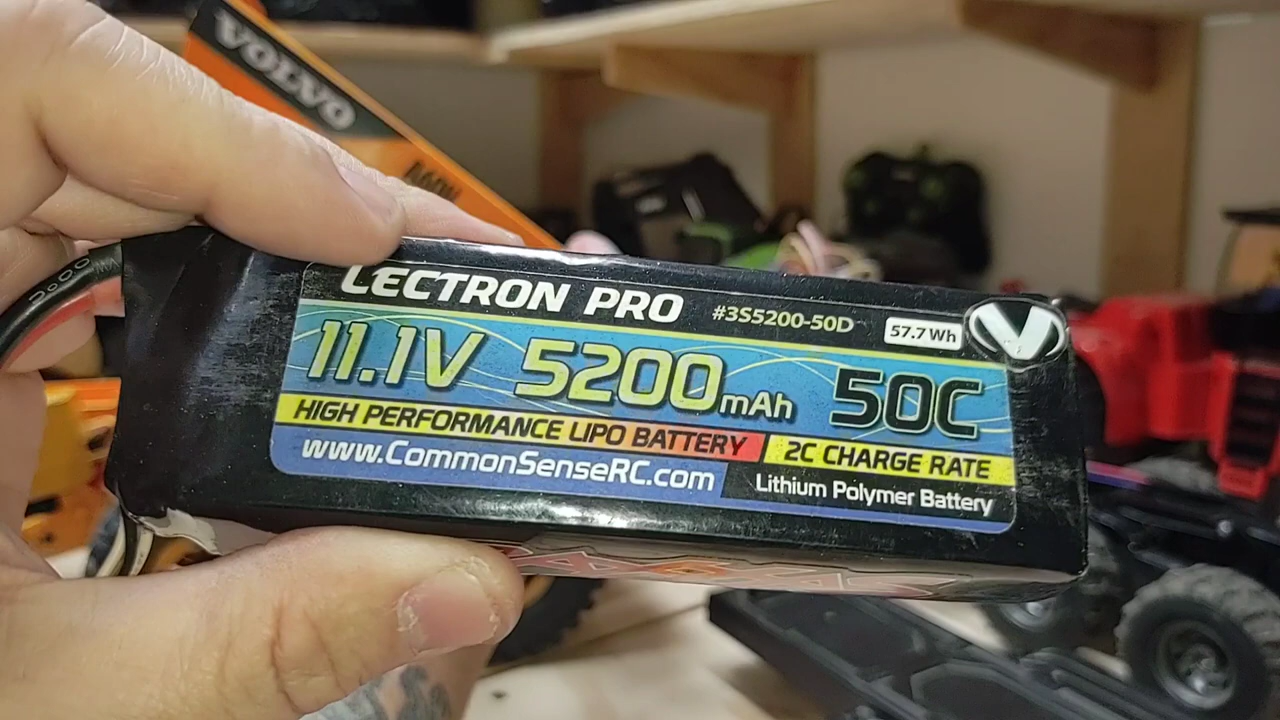 VOLVO
LECTRON PRO #3S5200-50D 57.7 Wh
11.1V 5200mAh 50C
HIGH PERFORMANCE LIPO BATTERY 2C CHARGE RATE
www.CommonSenseRC.com
Lithium Polymer Battery